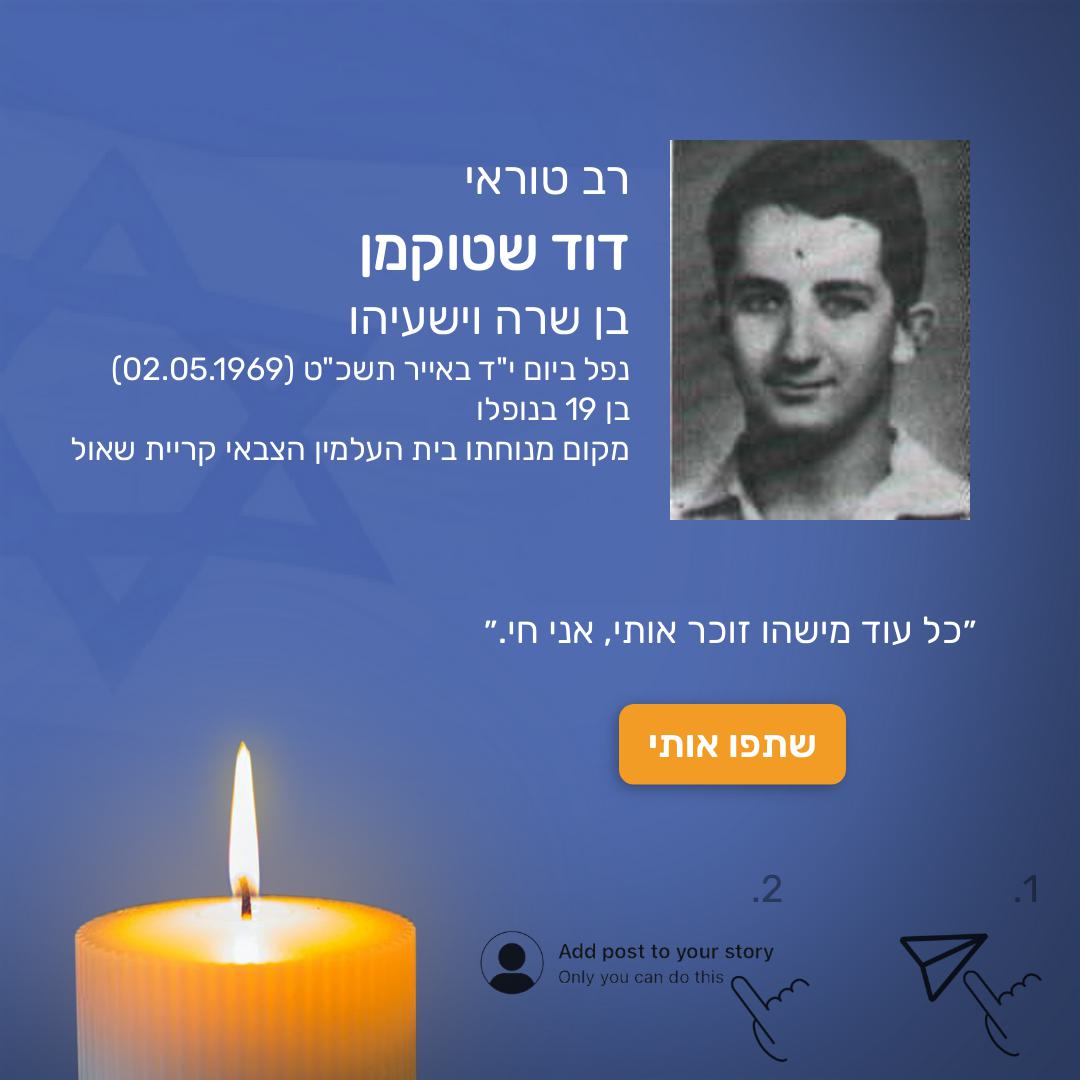 רב טוראי
דוד שטוקמן
בן שרה וישעיהו
נפל ביום י"ד באייר תשכ"ט (02.05.1969)
בן 19 בנופלו
מקום מנוחתו בית העלמין הצבאי קריית שאול
״כל עוד מישהו זוכר אותי, אני חי.״
שתפו אותי
1.
2.
Add post to your story
Only you can do this